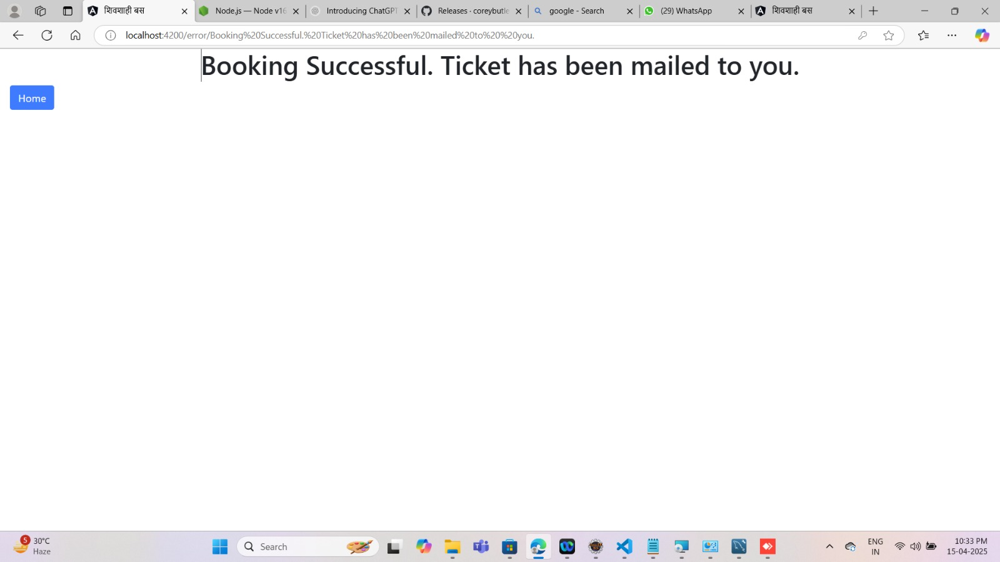 शिवशाही बस
Node.js — Node v16
Introducing ChatGPT
Releases · coreybutle
google - Search
(29) WhatsApp
शिवशाही बस
localhost:4200/error/Booking%20Successful.%20Ticket%20has%20been%20mailed%20to%20%20you.
Booking Successful. Ticket has been mailed to you.
Home
5
30°C
Haze
Search
ENG
IN
10:33 PM
15-04-2025